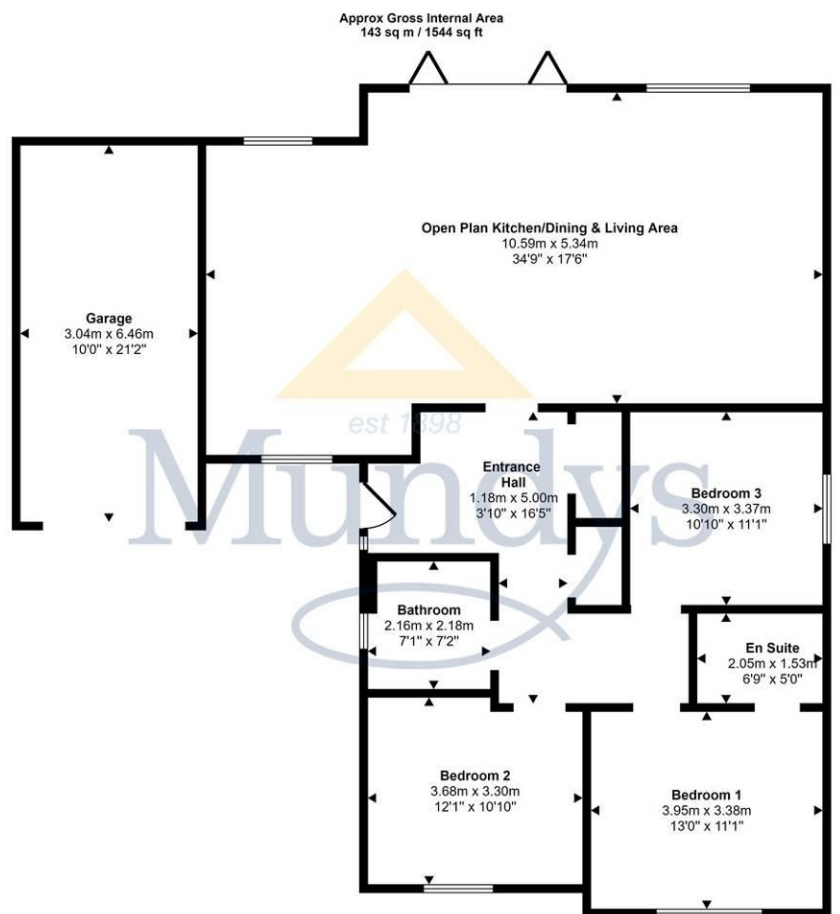 Approx Gross Internal Area
143 sq m / 1544 sq ft
Open Plan Kitchen/Dining & Living Area
10.59m x 5.34m
34'9" x 17'6"
Garage
3.04m x 6.46m
10'0" x 21'2"
est 1898
Mundys
Entrance
Hall
1.18m x 5.00m
3'10" x 16'5"
Bedroom 3
3.30m x 3.37m
10'10" x 11'1"
Bathroom
2.16m x 2.18m
7'1" x 7'2"
En Suite
2.05m x 1.53m
6'9" x 5'0"
Bedroom 2
3.68m x 3.30m
12'1" x 10'10"
Bedroom 1
3.95m x 3.38m
13'0" x 11'1"